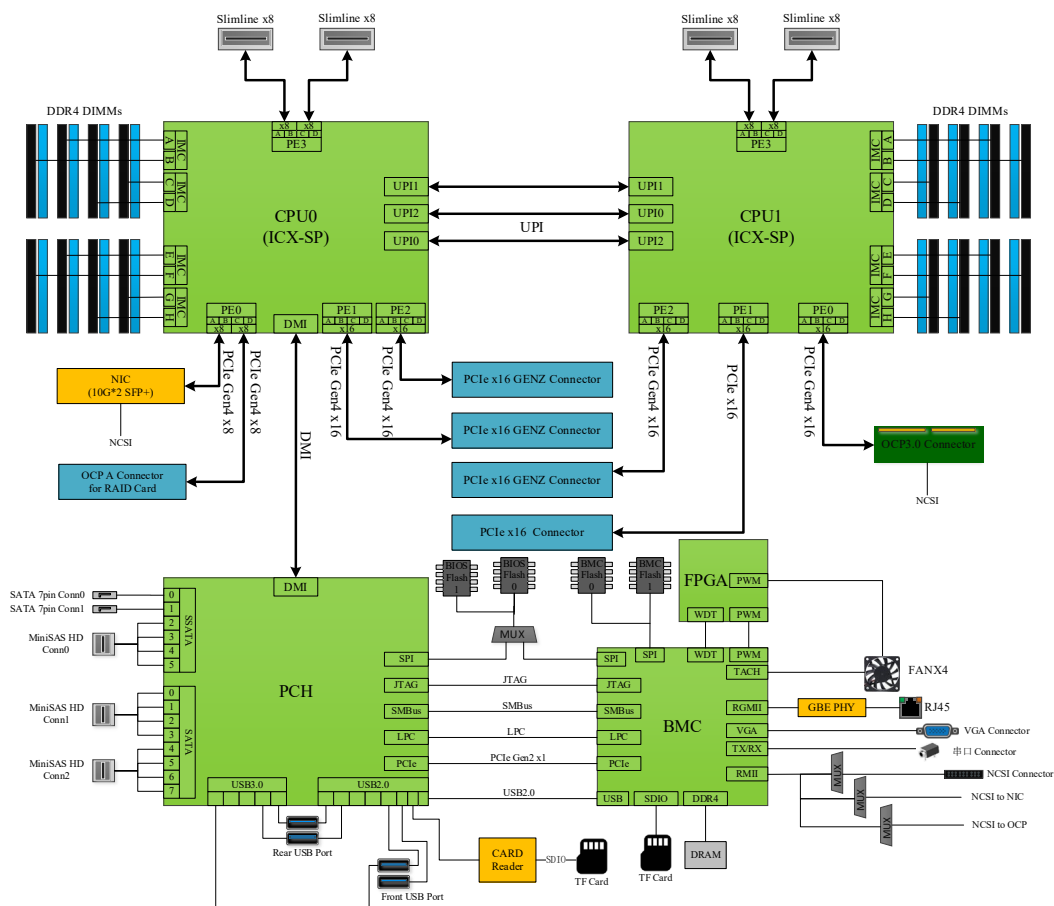 Slimline x8
Slimline x8
Slimline x8
Slimline x8
DDR4 DIMMs
DDR4 DIMMs
x8 x8
A B C D
PE3
x8 x8
A B C D
PE3
A
B
IMC
C
D
IMC
E
F
IMC
G
H
IMC
CPU0
(ICX-SP)
UPI1
UPI2
UPI0
UPI
UPI1
UPI0
UPI2
CPU1
(ICX-SP)
IMC
A
B
IMC
C
D
IMC
E
F
IMC
G
H
PE0
A B C D
x8 x8
DMI
PE1
A B C D
x16
PE2
A B C D
x16
PE2
A B C D
x16
PE1
A B C D
x16
PE0
A B C D
x16
PCIe Gen4 x8
PCIe Gen4 x8
DMI
PCIe Gen4 x16
PCIe Gen4 x16
PCIe Gen4 x16
PCIe x16
PCIe Gen4 x16
NIC
(10G*2 SFP+)
NCSI
OCP A Connector
for RAID Card
PCIe x16 GENZ Connector
PCIe x16 GENZ Connector
PCIe x16 GENZ Connector
PCIe x16 Connector
OCP3.0 Connector
NCSI
BIOS
Flash
1
BIOS
Flash
0
BMC
Flash
0
BMC
Flash
1
MUX
FPGA
PWM
WDT
PWM
SATA 7pin Conn0
SATA 7pin Conn1
MiniSAS HD
Conn0
MiniSAS HD
Conn1
MiniSAS HD
Conn2
0
1
2
3
4
5
SSATA
0
1
2
3
4
5
6
7
SATA
DMI
PCH
SPI
JTAG
SMBus
LPC
PCIe
USB3.0
USB2.0
JTAG
SMBus
LPC
PCIe Gen2 x1
USB2.0
SPI
SPI
WDT
PWM
TACH
JTAG
SMBus
LPC
PCIe
BMC
RGMII
VGA
TX/RX
RMII
USB
SDIO
DDR4
FANX4
GBE PHY
RJ45
VGA Connector
串口 Connector
MUX
NCSI Connector
MUX
NCSI to NIC
MUX
NCSI to OCP
Rear USB Port
Front USB Port
CARD
Reader
SDIO
TF Card
TF Card
DRAM